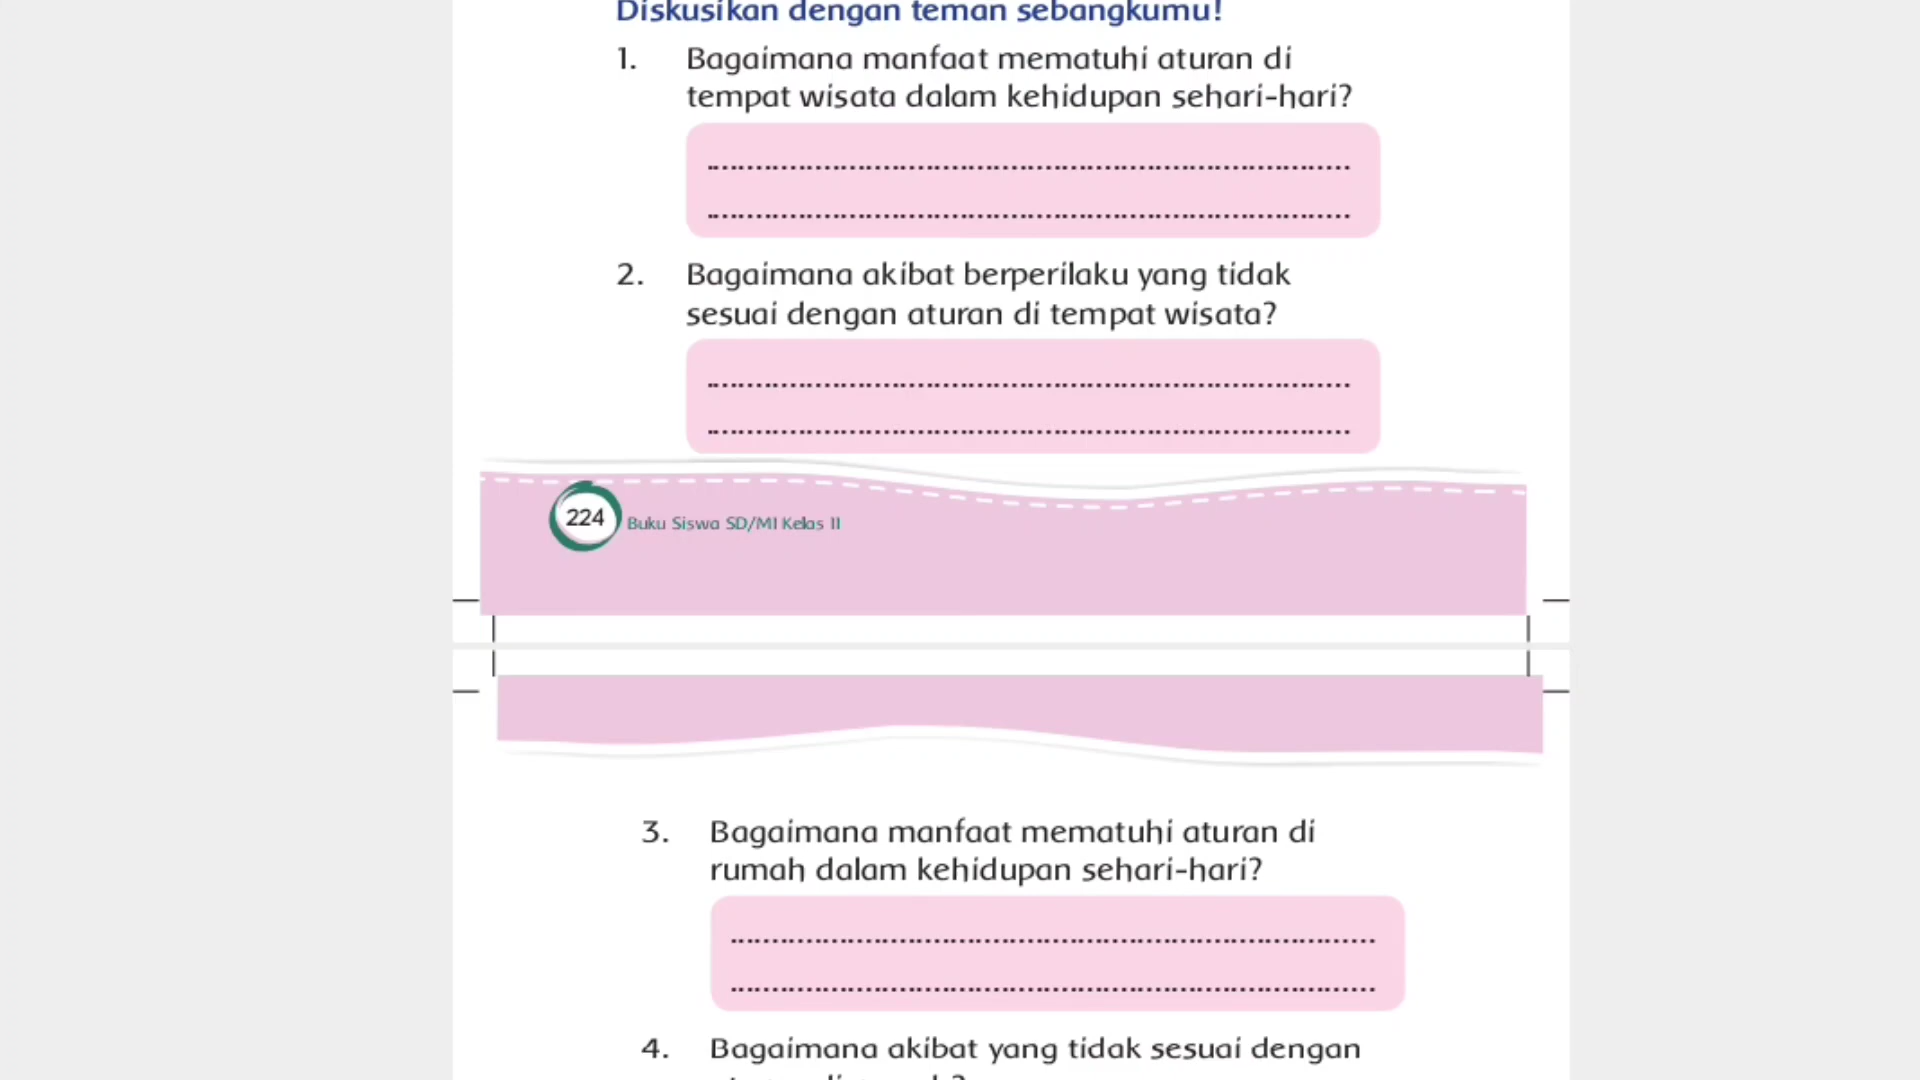 Diskusikan dengan teman sebangkumu!
1. Bagaimana manfaat mematuhi aturan di
tempat wisata dalam kehidupan sehari-hari?
2. Bagaimana akibat berperilaku yang tidak
sesuai dengan aturan di tempat wisata?
224 Buku Siswa SD/MI Kelas II
3. Bagaimana manfaat mematuhi aturan di
rumah dalam kehidupan sehari-hari?
4. Bagaimana akibat yang tidak sesuai dengan